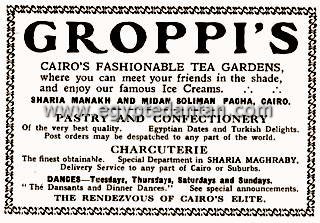 GROPPI'S
CAIRO'S FASHIONABLE TEA GARDENS,
where you can meet your friends in the shade,
and enjoy our famous Ice Creams. ∴ ∴
SHARIA MANAKH AND MIDAN SOLIMAN PACHA, CAIRO.
www.egyptedantan.com
PASTRY AND CONFECTIONERY
Of the very best quality. Egyptian Dates and Turkish Delights.
Post orders may be despatched to any part of the world.
CHARCUTERIE
The finest obtainable. Special Department in SHARIA MAGHRABY.
Delivery Service to any part of Cairo or Suburbs.
DANCES—Tuesdays, Thursdays, Saturdays and Sundays.
"The Dansants and Dinner Dances." See special announcements.
THE RENDEZVOUS OF CAIRO'S ELITE.